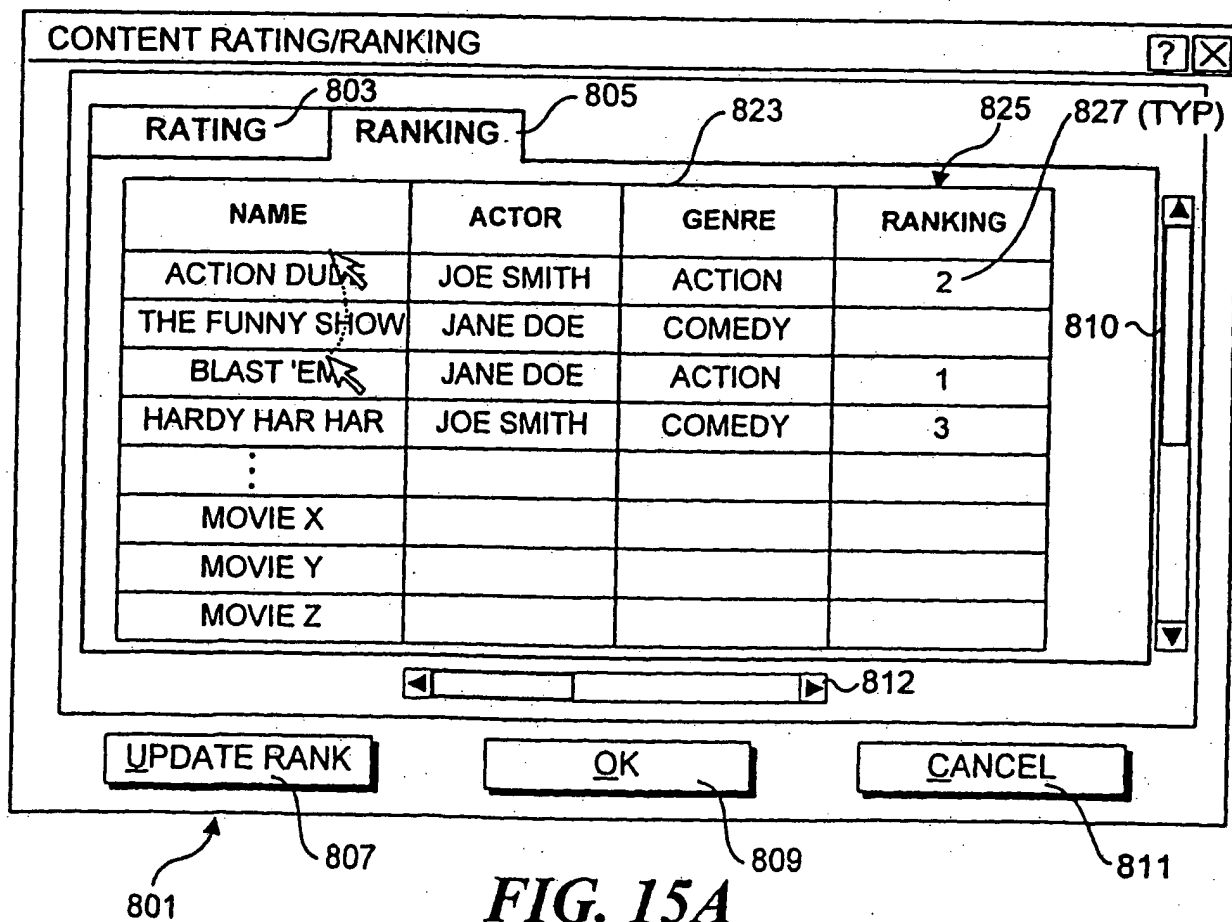 CONTENT RATING/RANKING ? X
803 805 823 825 827 (TYP)
RATING RANKING
NAME ACTOR GENRE RANKING
ACTION DUDE JOE SMITH ACTION 2
THE FUNNY SHOW JANE DOE COMEDY
810
BLAST 'EM JANE DOE ACTION 1
HARDY HAR HAR JOE SMITH COMEDY 3
MOVIE X
MOVIE Y
MOVIE Z
812
UPDATE RANK OK CANCEL
807 809 811
801
FIG. 15A